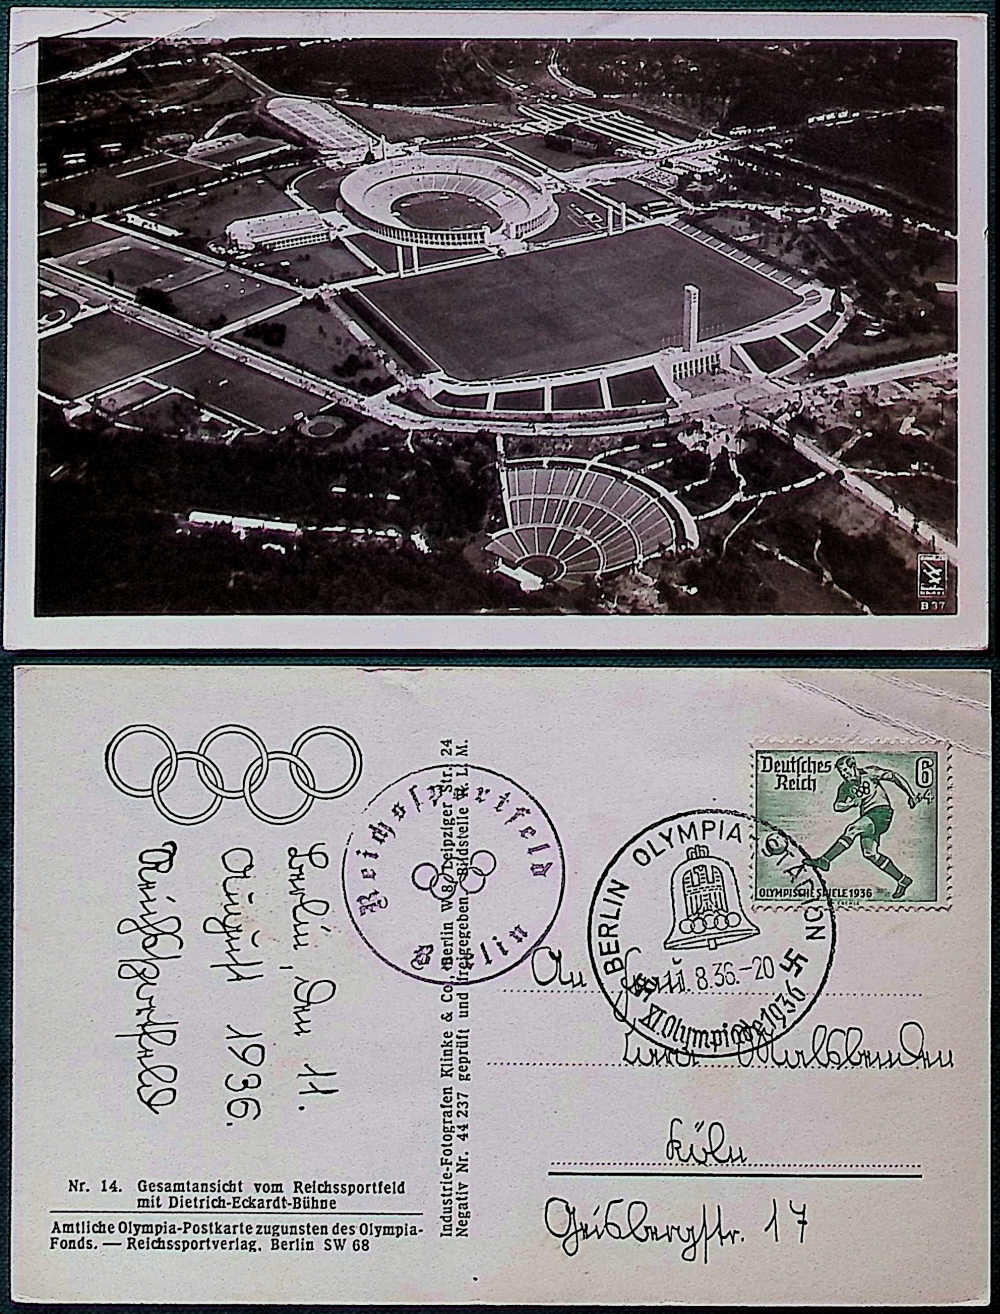 B 37
Berlin, den 11.
August 1936.
Reichssportfeld
Reichssportfeld
Industrie-Fotografen Klinke & Co., Berlin W 8, Leipziger Str. 24
Negativ Nr. 44 237 geprüft und freigegeben Bildstelle R. L. M.
Nr. 14. Gesamtansicht vom Reichssportfeld
mit Dietrich-Eckardt-Bühne
Amtliche Olympia-Postkarte zugunsten des Olympia-
Fonds. — Reichssportverlag, Berlin SW 68
Deutsches
Reich
6
+4
OLYMPISCHE SPIELE 1936
BERLIN OLYMPIA-STADION
8.36.-20
XI. Olympiade 1936
An Frau
Köln
Geisbergstr. 17